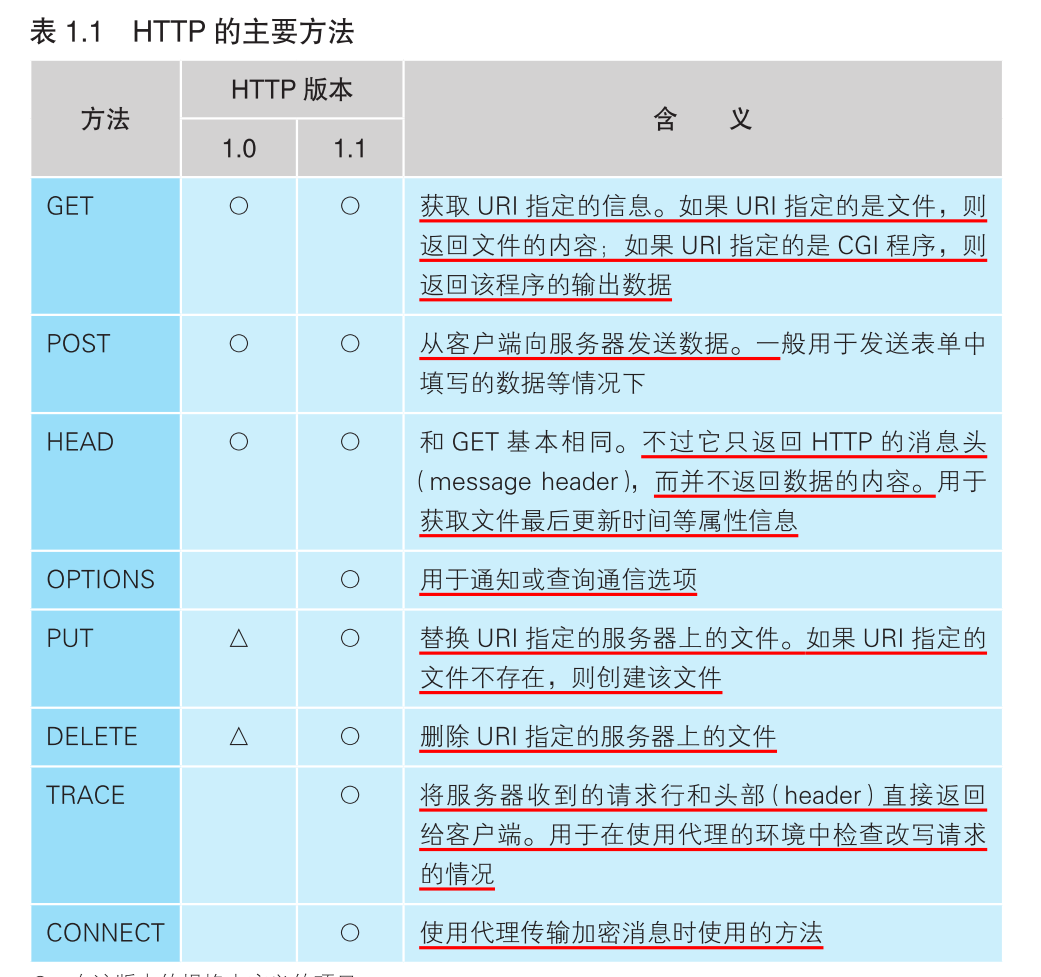 表 1.1 HTTP 的主要方法
方法
HTTP 版本
含 义
1.0 1.1
GET ○ ○ 获取 URI 指定的信息。如果 URI 指定的是文件，则
返回文件的内容；如果 URI 指定的是 CGI 程序，则
返回该程序的输出数据
POST ○ ○ 从客户端向服务器发送数据。一般用于发送表单中
填写的数据等情况下
HEAD ○ ○ 和 GET 基本相同。不过它只返回 HTTP 的消息头
(message header)，而并不返回数据的内容。用于
获取文件最后更新时间等属性信息
OPTIONS ○ 用于通知或查询通信选项
PUT △ ○ 替换 URI 指定的服务器上的文件。如果 URI 指定的
文件不存在，则创建该文件
DELETE △ ○ 删除 URI 指定的服务器上的文件
TRACE ○ 将服务器收到的请求行和头部(header)直接返回
给客户端。用于在使用代理的环境中检查改写请求
的情况
CONNECT ○ 使用代理传输加密消息时使用的方法